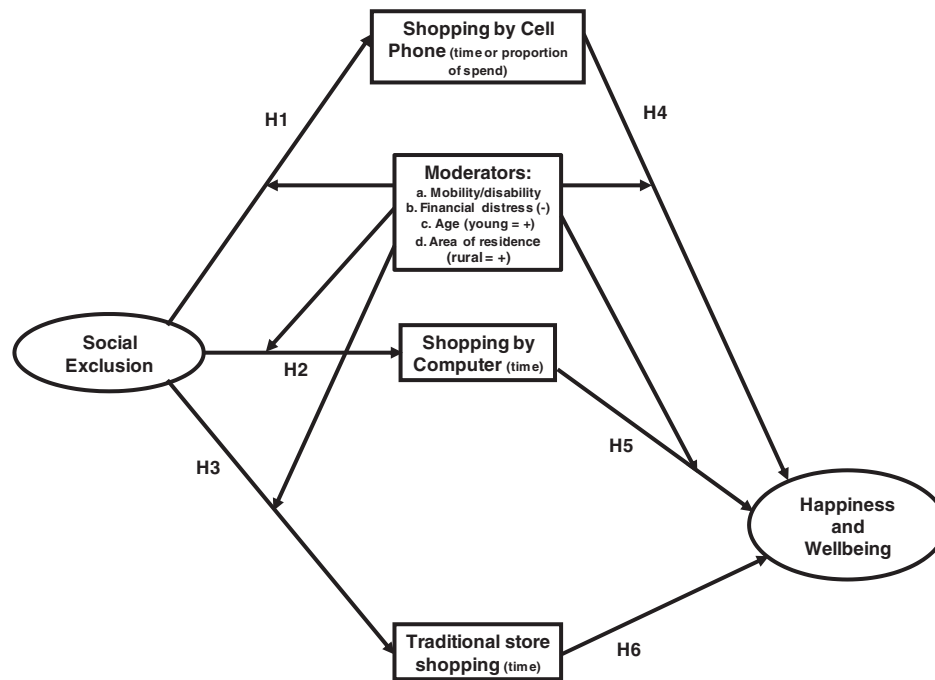 Shopping by Cell
Phone (time or proportion
of spend)
H1
H4
Moderators:
a. Mobility/disability
b. Financial distress (-)
c. Age (young = +)
d. Area of residence
(rural = +)
Social
Exclusion
H2
Shopping by
Computer (time)
H3
H5
Happiness
and
Wellbeing
Traditional store
shopping (time)
H6